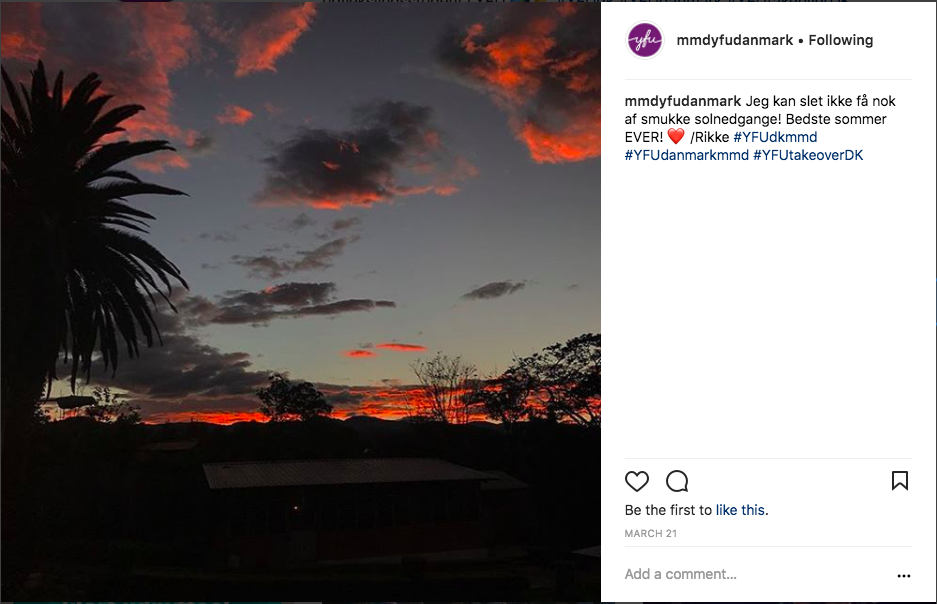 yfu
mmdyfudanmark • Following
mmdyfudanmark Jeg kan slet ikke få nok
af smukke solnedgange! Bedste sommer
EVER! ❤️ /Rikke #YFUdkmmd
#YFUdanmarkmmd #YFUtakeoverDK
Be the first to like this.
MARCH 21
Add a comment...